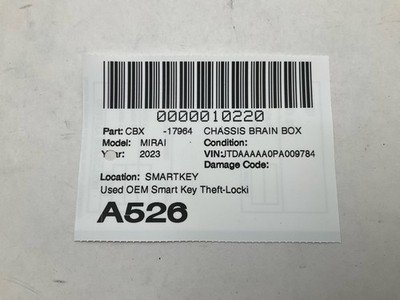 0000010220
Part: CBX -17964 CHASSIS BRAIN BOX
Model: MIRAI Condition:
Year: 2023 VIN:JTDAAAAA0PA009784
Damage Code:
Location: SMARTKEY
Used OEM Smart Key Theft-Locki
A526